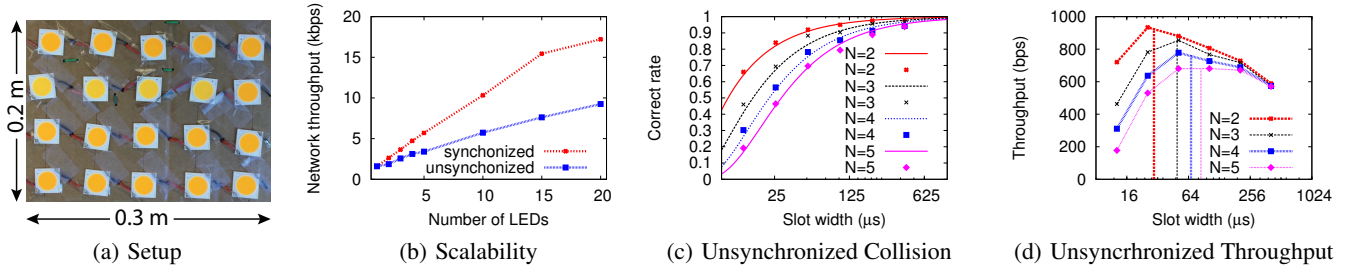 0.2 m
0.3 m
(a) Setup
Network throughput (kbps)
20
15
10
5
0
synchonized
unsynchonized
5 10 15 20
Number of LEDs
(b) Scalability
Correct rate
1
0.9
0.8
0.7
0.6
0.5
0.4
0.3
0.2
0.1
N=2
N=2
N=3
N=3
N=4
N=4
N=5
N=5
25 125 625
Slot width (μs)
(c) Unsynchronized Collision
Throughput (bps)
1000
800
600
400
200
0
N=2
N=3
N=4
N=5
16 64 256 1024
Slot width (μs)
(d) Unsyncrhronized Throughput